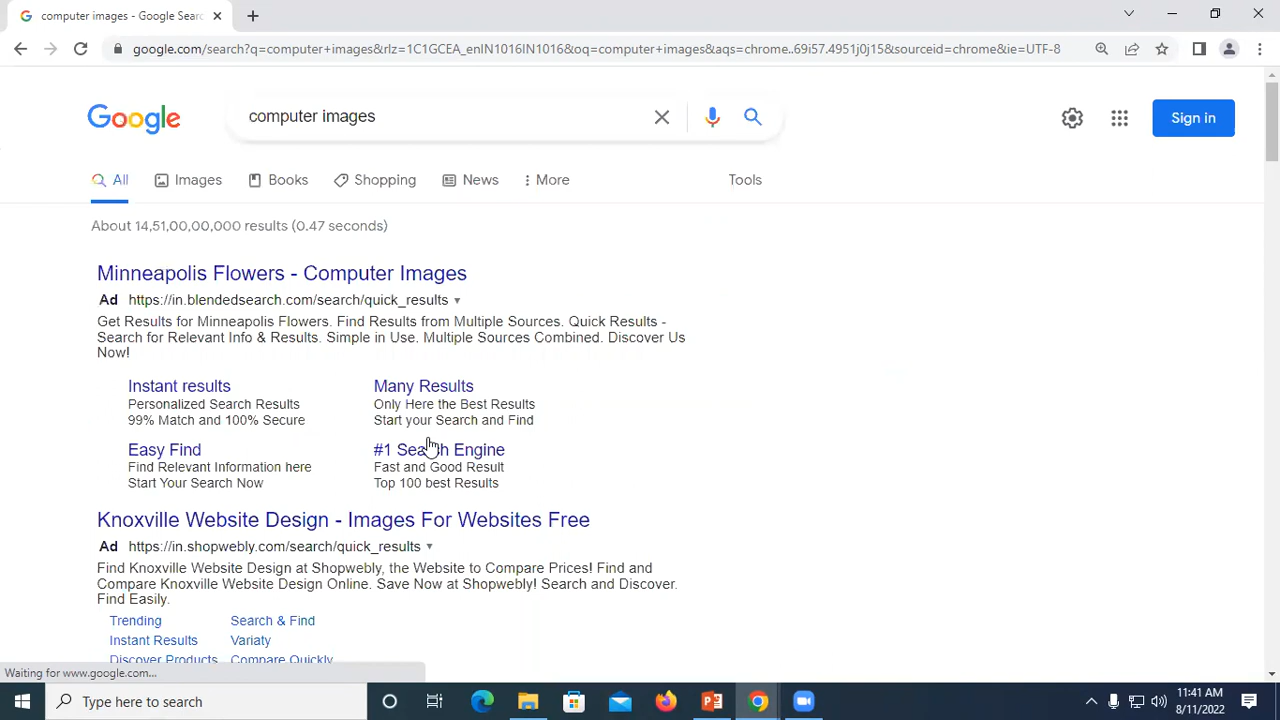 computer images - Google Sear
google.com/search?q=computer+images&rlz=1C1GCEA_enIN1016IN1016&oq=computer+images&aqs=chrome..69i57.4951j0j15&sourceid=chrome&ie=UTF-8
Google
computer images
Sign in
All
Images
Books
Shopping
News
More
Tools
About 14,51,00,00,000 results (0.47 seconds)
Minneapolis Flowers - Computer Images
Ad https://in.blendedsearch.com/search/quick_results
Get Results for Minneapolis Flowers. Find Results from Multiple Sources. Quick Results -
Search for Relevant Info & Results. Simple in Use. Multiple Sources Combined. Discover Us
Now!
Instant results
Personalized Search Results
99% Match and 100% Secure
Many Results
Only Here the Best Results
Start your Search and Find
Easy Find
Find Relevant Information here
Start Your Search Now
#1 Search Engine
Fast and Good Result
Top 100 best Results
Knoxville Website Design - Images For Websites Free
Ad https://in.shopwebly.com/search/quick_results
Find Knoxville Website Design at Shopwebly, the Website to Compare Prices! Find and
Compare Knoxville Website Design Online. Save Now at Shopwebly! Search and Discover.
Find Easily.
Trending
Search & Find
Instant Results
Variaty
Discover Products
Compare Quickly
Waiting for www.google.com...
Type here to search
11:41 AM
8/11/2022